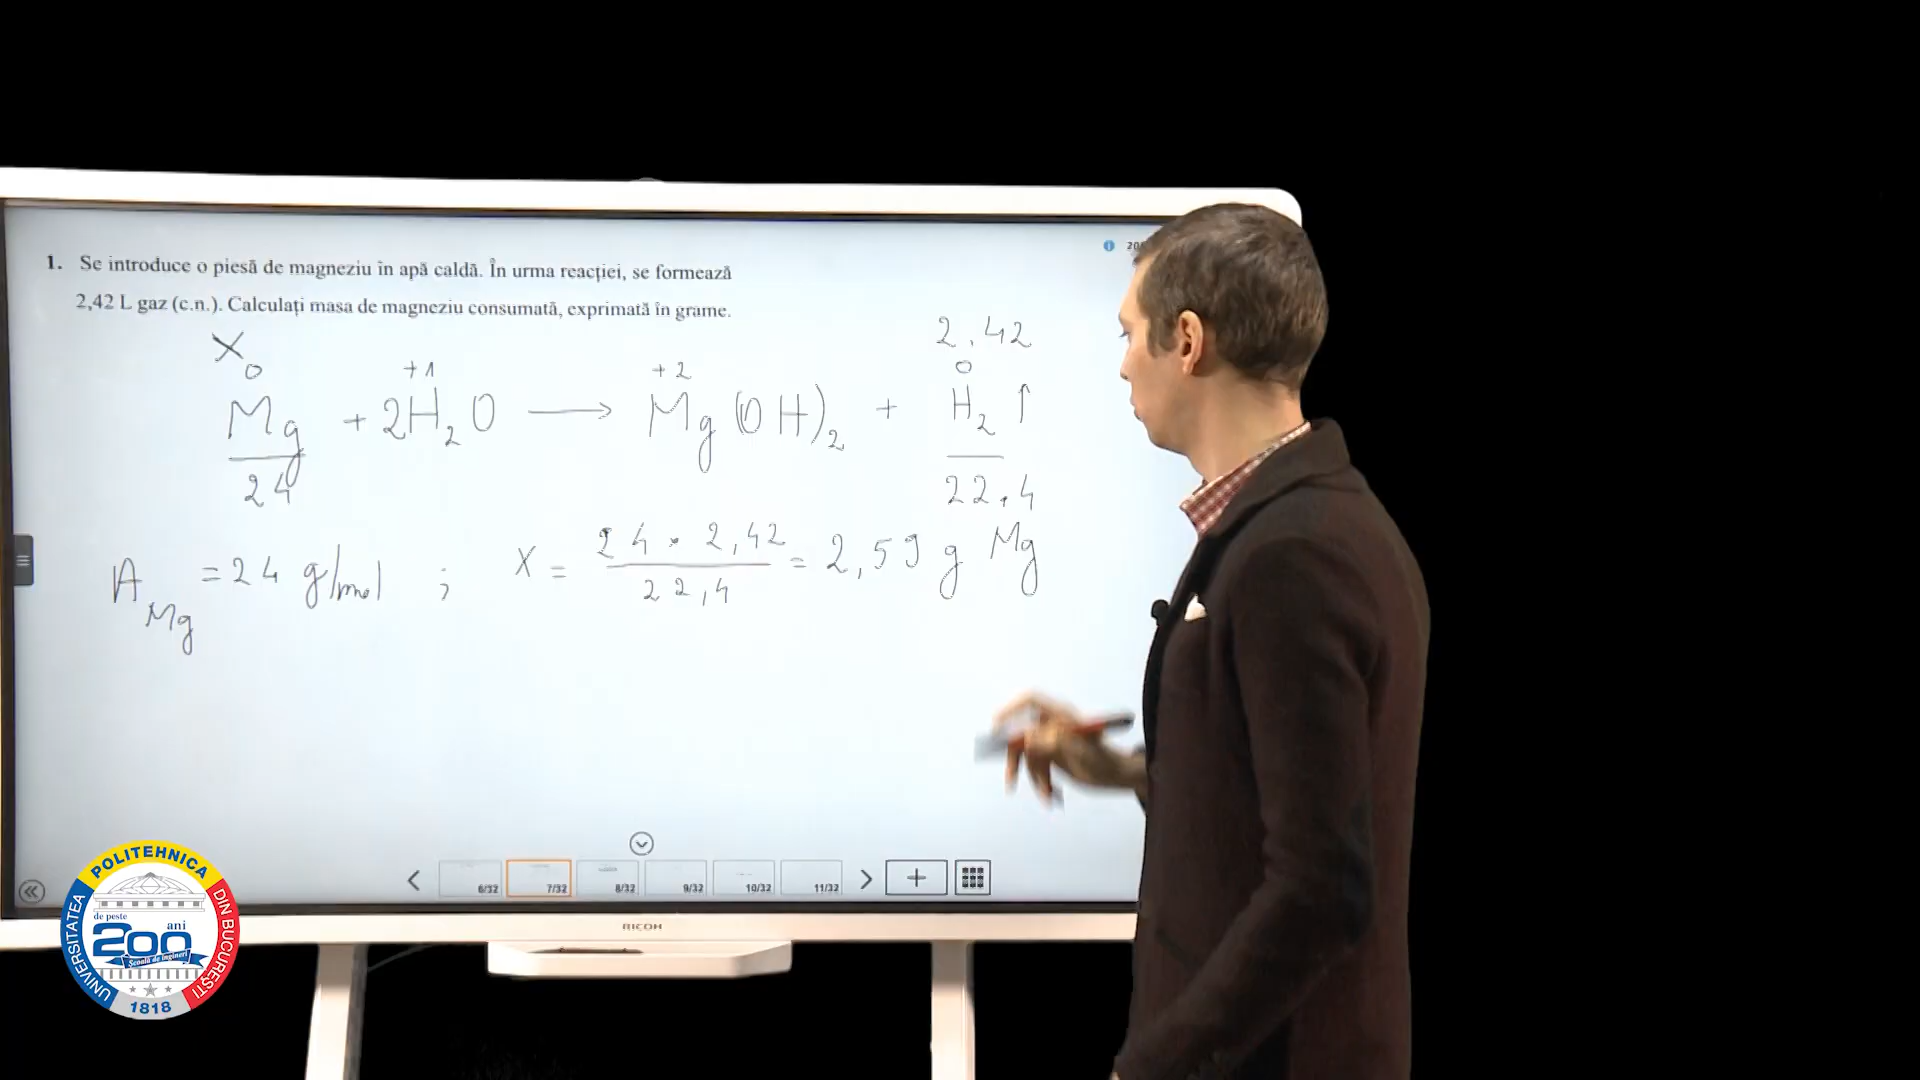 1. Se introduce o piesă de magneziu în apă caldă. În urma reacției, se formează
2,42 L gaz (c.n.). Calculați masa de magneziu consumată, exprimată în grame.
X 2,42
0 +1 +2 0
Mg + 2H2O ⟶ Mg(OH)2 + H2↑
24 22,4
A Mg = 24 g/mol ; X = 24 · 2,42 / 22,4 = 2,59 g Mg
6/32 7/32 8/32 9/32 10/32 11/32
RICOH
UNIVERSITATEA POLITEHNICA DIN BUCUREȘTI
de peste
200 ani
Școală de ingineri
1818